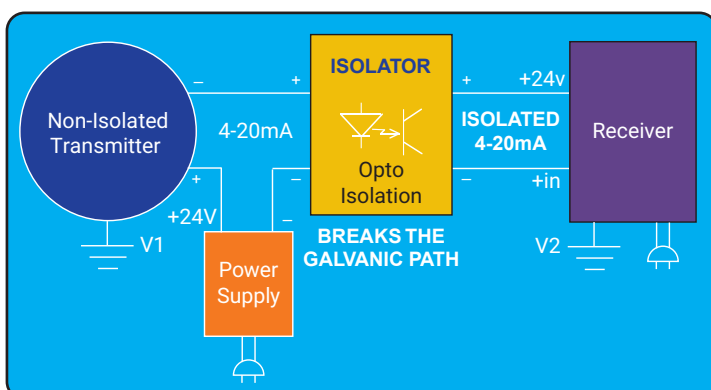 ISOLATOR
– + + +24v
Non-Isolated
Transmitter
4-20mA
ISOLATED
4-20mA
Receiver
Opto
Isolation
+ – – +in
+24V –
V1
BREAKS THE
GALVANIC PATH
V2
Power
Supply